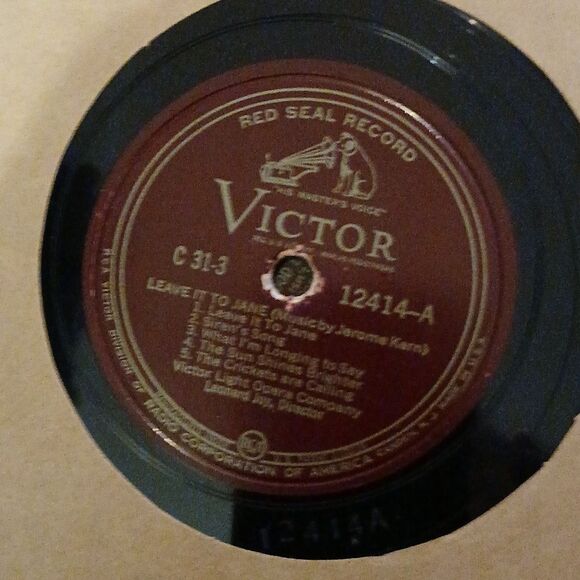 RED SEAL RECORD
"HIS MASTER'S VOICE"
VICTOR
C 31-3
12414-A
LEAVE IT TO JANE (Music by Jerome Kern)
1. Leave It To Jane
2. Siren's Song
3. What I'm Longing to Say
4. The Sun Shines Brighter
5. The Crickets are Calling
Victor Light Opera Company
Leonard Joy, Director
RCA
RCA VICTOR DIVISION OF RADIO CORPORATION OF AMERICA CAMDEN, N.J.
12414A